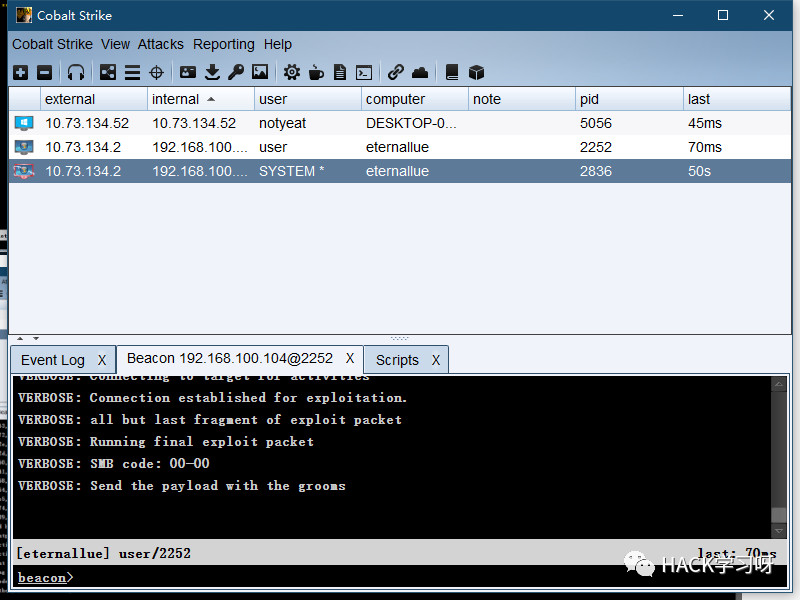 Cobalt Strike
Cobalt Strike View Attacks Reporting Help
external internal user computer note pid last
10.73.134.52 10.73.134.52 notyeat DESKTOP-0... 5056 45ms
10.73.134.2 192.168.100.... user eternallue 2252 70ms
10.73.134.2 192.168.100.... SYSTEM * eternallue 2836 50s
Event Log X Beacon 192.168.100.104@2252 X Scripts X
VERBOSE: Connecting to target for activities
VERBOSE: Connection established for exploitation.
VERBOSE: all but last fragment of exploit packet
VERBOSE: Running final exploit packet
VERBOSE: SMB code: 00-00
VERBOSE: Send the payload with the grooms
[eternallue] user/2252 last: 70ms
beacon>
HACK学习呀